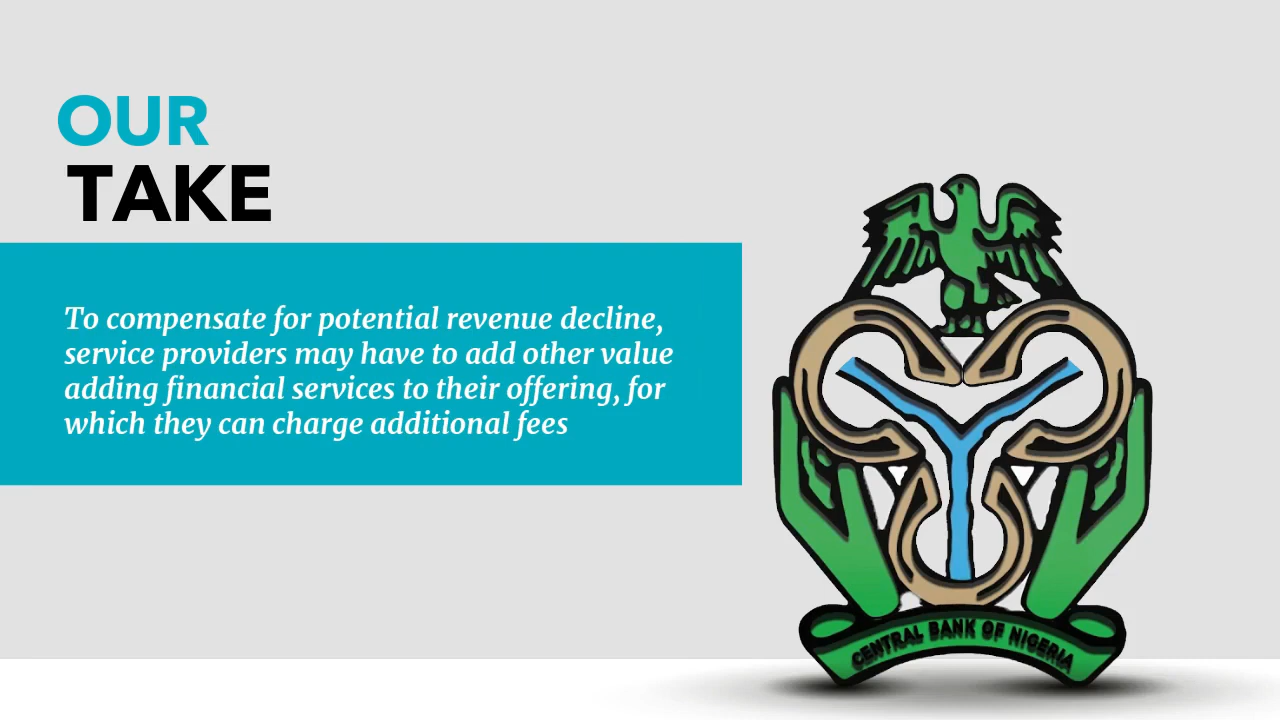 OUR
TAKE
To compensate for potential revenue decline,
service providers may have to add other value
adding financial services to their offering, for
which they can charge additional fees
CENTRAL BANK OF NIGERIA